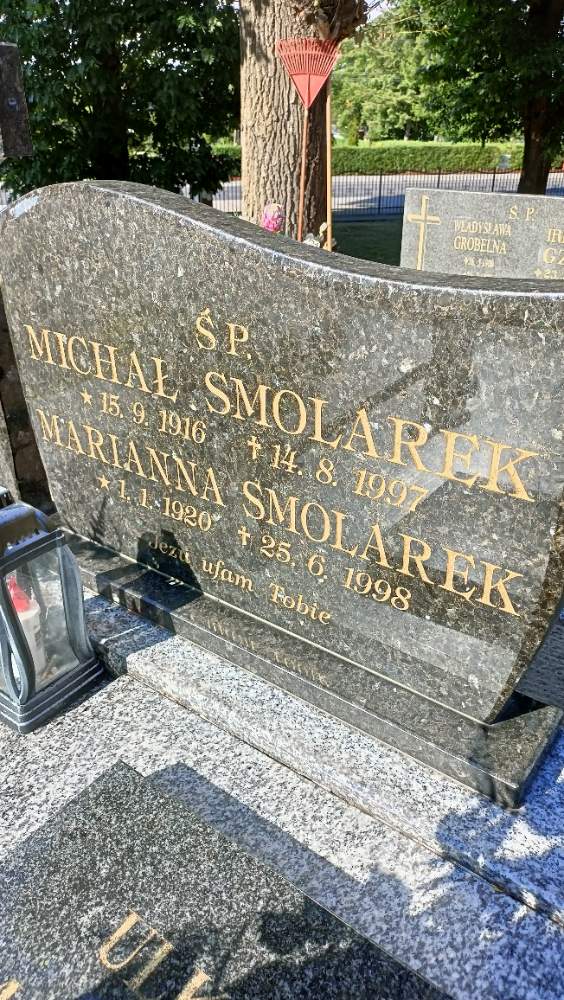 Ś.P.
MICHAŁ SMOLAREK
★ 15. 9. 1916 ✝ 14. 8. 1997
MARIANNA SMOLAREK
★ 1. 1. 1920 ✝ 25. 6. 1998
Jezu ufam Tobie
Ś. P.
WŁADYSŁAWA
GROBELNA